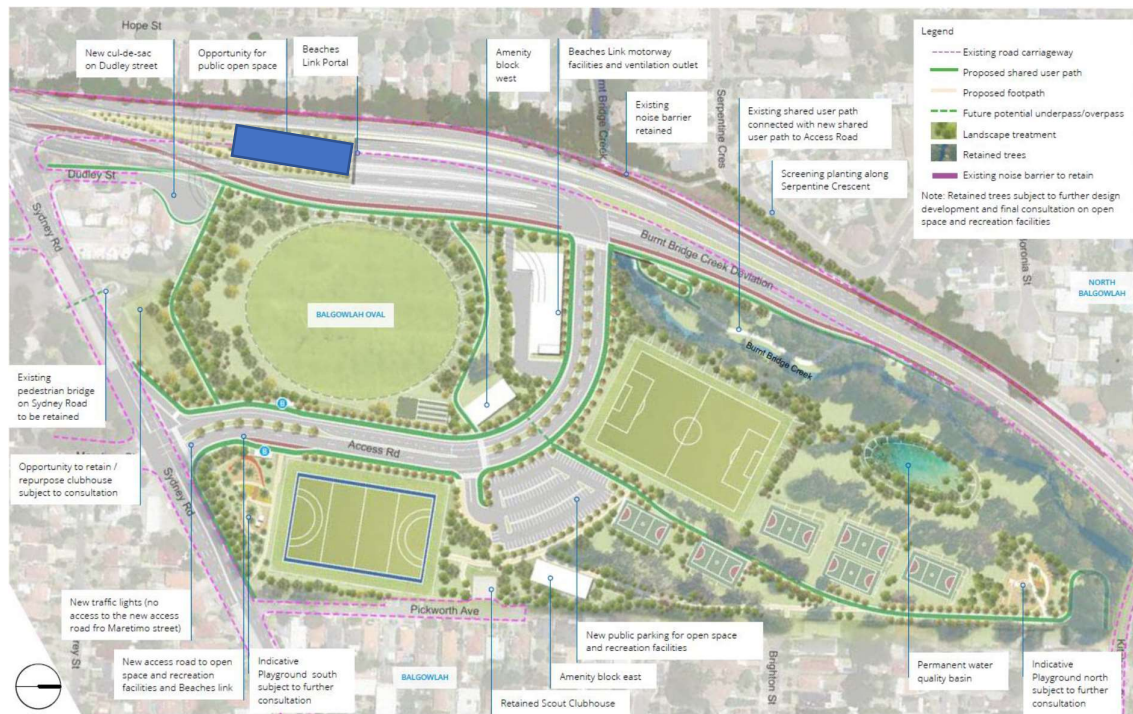 Hope St
New cul-de-sac
on Dudley street
Opportunity for
public open space
Beaches
Link Portal
Amenity
block
west
Beaches Link motorway
facilities and ventilation outlet
Burnt Bridge Creek
Existing
noise barrier
retained
Serpentine Cres
Existing shared user path
connected with new shared
user path to Access Road
Screening planting along
Serpentine Crescent
Legend
Existing road carriageway
Proposed shared user path
Proposed footpath
Future potential underpass/overpass
Landscape treatment
Retained trees
Existing noise barrier to retain
Note: Retained trees subject to further design
development and final consultation on open
space and recreation facilities
NORTH
BALGOWLAH
Dudley St
Sydney Rd
Burnt Bridge Creek Deviation
BALGOWLAH OVAL
Burnt Bridge Creek
Existing
pedestrian bridge
on Sydney Road
to be retained
B
Access Rd
B
Opportunity to retain /
repurpose clubhouse
subject to consultation
Sydney Rd
New traffic lights (no
access to the new access
road fro Maretimo street)
Pickworth Ave
New access road to open
space and recreation
facilities and Beaches link
Indicative
Playground south
subject to further
consultation
BALGOWLAH
Retained Scout Clubhouse
Amenity block east
New public parking for open space
and recreation facilities
Brighton St
Permanent water
quality basin
Indicative
Playground north
subject to further
consultation